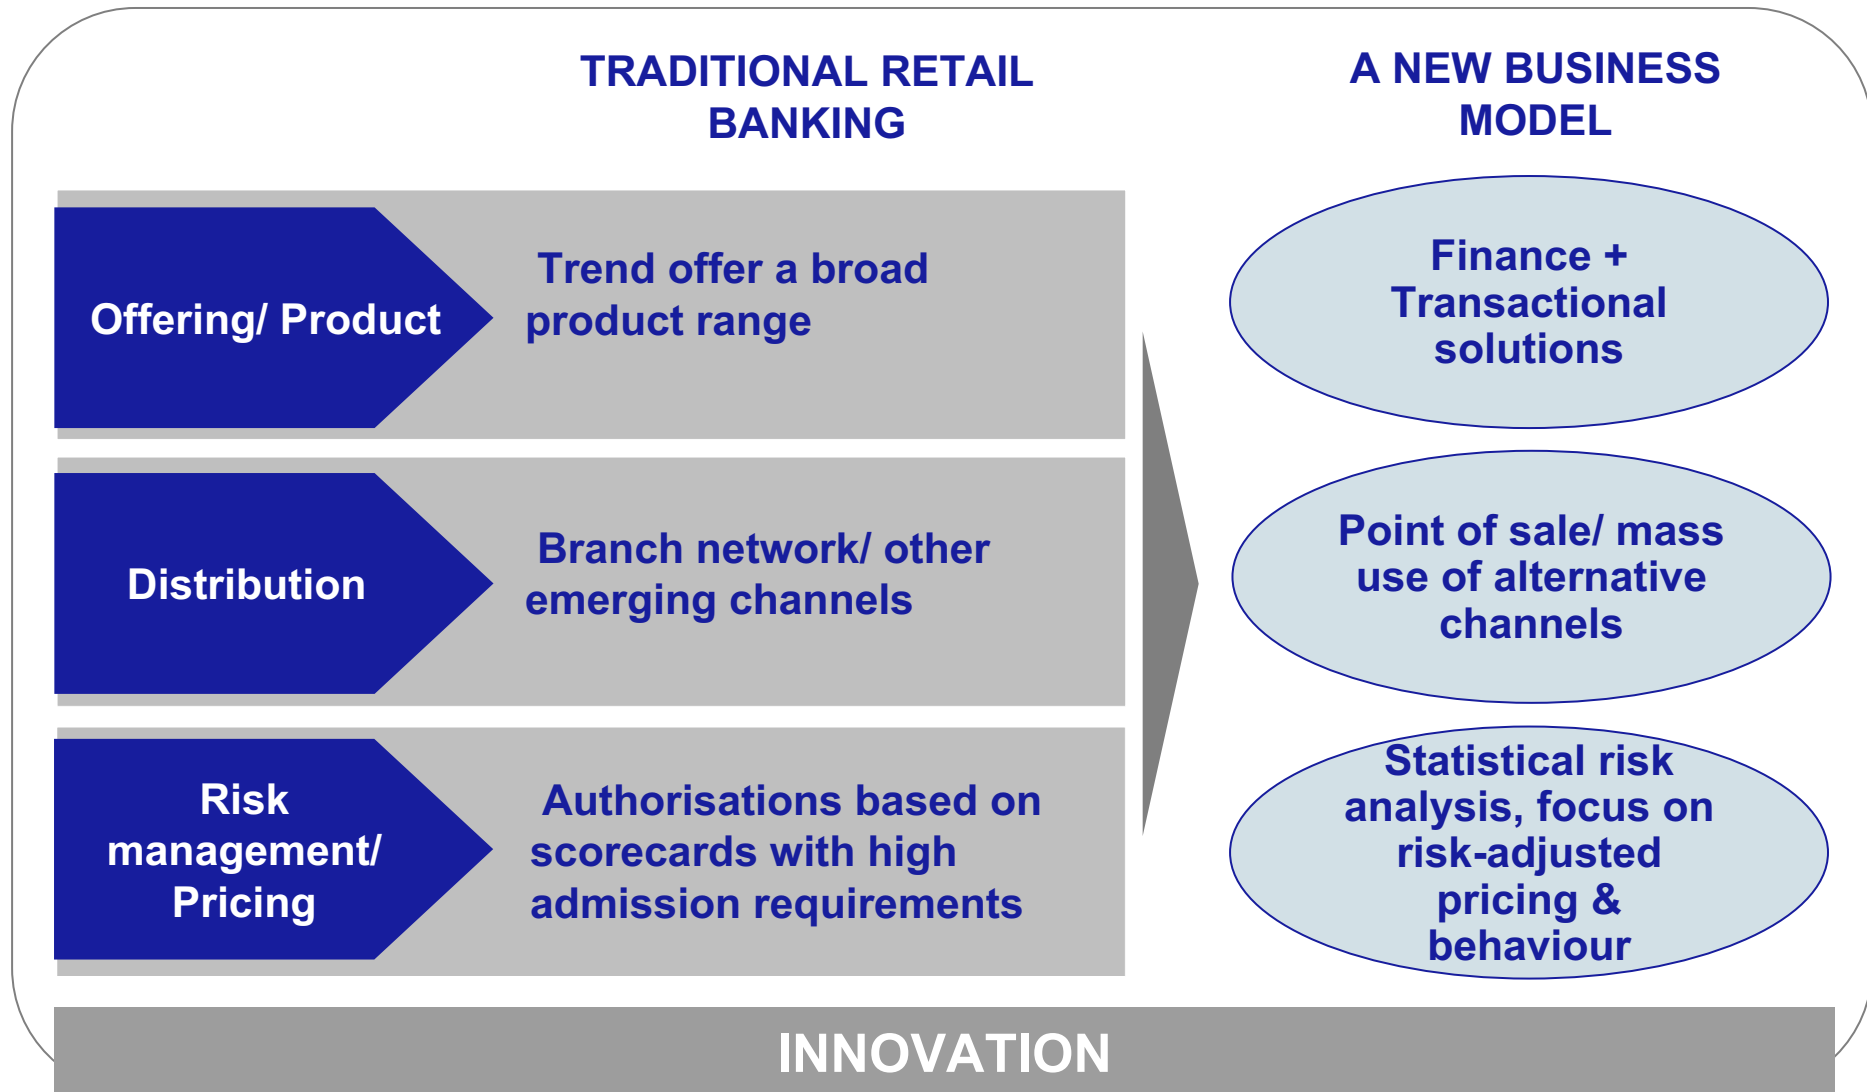 TRADITIONAL RETAIL
BANKING
A NEW BUSINESS
MODEL
Offering/ Product
Trend offer a broad
product range
Finance +
Transactional
solutions
Distribution
Branch network/ other
emerging channels
Point of sale/ mass
use of alternative
channels
Risk
management/
Pricing
Authorisations based on
scorecards with high
admission requirements
Statistical risk
analysis, focus on
risk-adjusted
pricing &
behaviour
INNOVATION